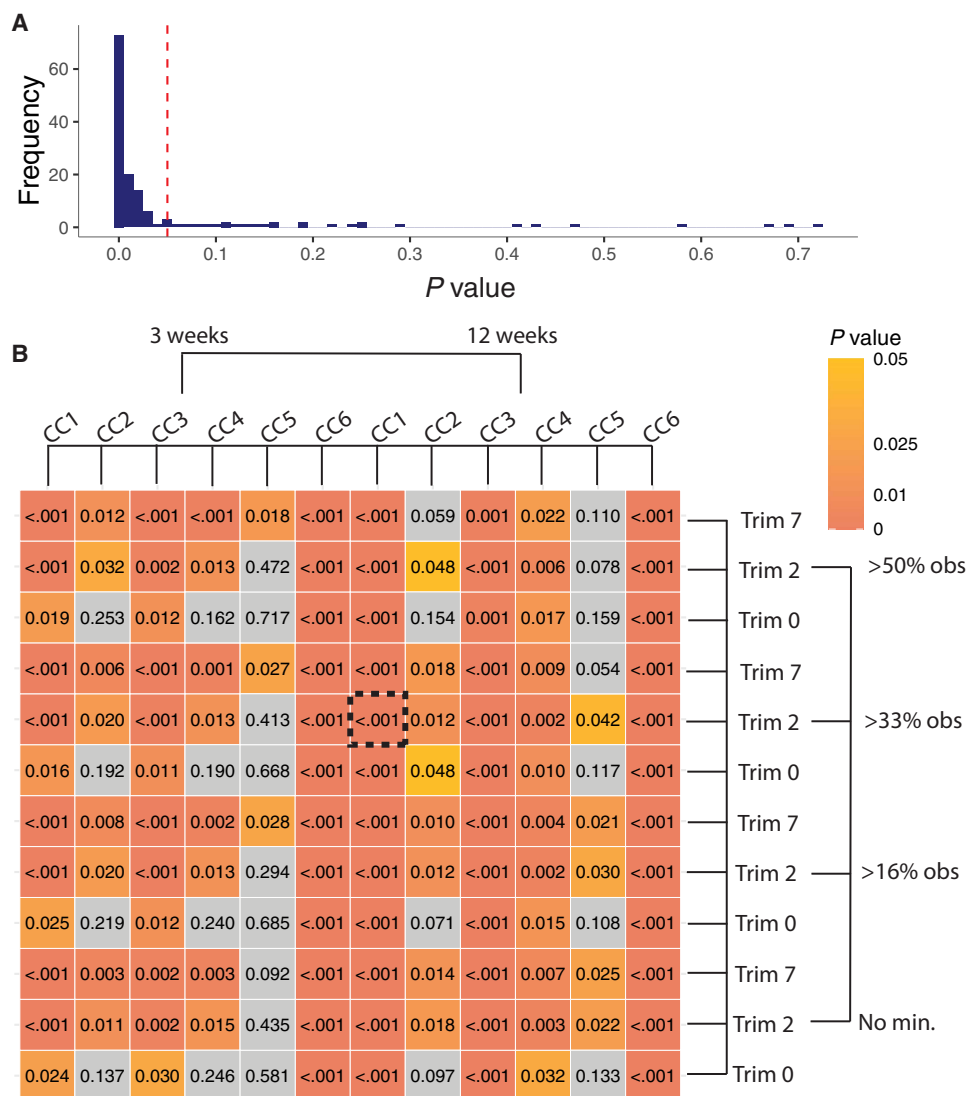 A
Frequency
60
40
20
0
0.0 0.1 0.2 0.3 0.4 0.5 0.6 0.7
P value
B
3 weeks 12 weeks
P value
0.05
0.025
0.01
0
CC1 CC2 CC3 CC4 CC5 CC6 CC1 CC2 CC3 CC4 CC5 CC6
<.001 0.012 <.001 <.001 0.018 <.001 <.001 0.059 0.001 0.022 0.110 <.001 Trim 7
<.001 0.032 0.002 0.013 0.472 <.001 <.001 0.048 <.001 0.006 0.078 <.001 Trim 2 >50% obs
0.019 0.253 0.012 0.162 0.717 <.001 <.001 0.154 <.001 0.017 0.159 <.001 Trim 0
<.001 0.006 <.001 0.001 0.027 <.001 <.001 0.018 <.001 0.009 0.054 <.001 Trim 7
<.001 0.020 <.001 0.013 0.413 <.001 <.001 0.012 <.001 0.002 0.042 <.001 Trim 2 >33% obs
0.016 0.192 0.011 0.190 0.668 <.001 <.001 0.048 <.001 0.010 0.117 <.001 Trim 0
<.001 0.008 <.001 0.002 0.028 <.001 <.001 0.010 <.001 0.004 0.021 <.001 Trim 7
<.001 0.020 <.001 0.013 0.294 <.001 <.001 0.012 <.001 0.002 0.030 <.001 Trim 2 >16% obs
0.025 0.219 0.012 0.240 0.685 <.001 <.001 0.071 <.001 0.015 0.108 <.001 Trim 0
<.001 0.003 0.002 0.003 0.092 <.001 <.001 0.014 <.001 0.007 0.025 <.001 Trim 7
<.001 0.011 0.002 0.015 0.435 <.001 <.001 0.018 <.001 0.003 0.022 <.001 Trim 2 No min.
0.024 0.137 0.030 0.246 0.581 <.001 <.001 0.097 <.001 0.032 0.133 <.001 Trim 0